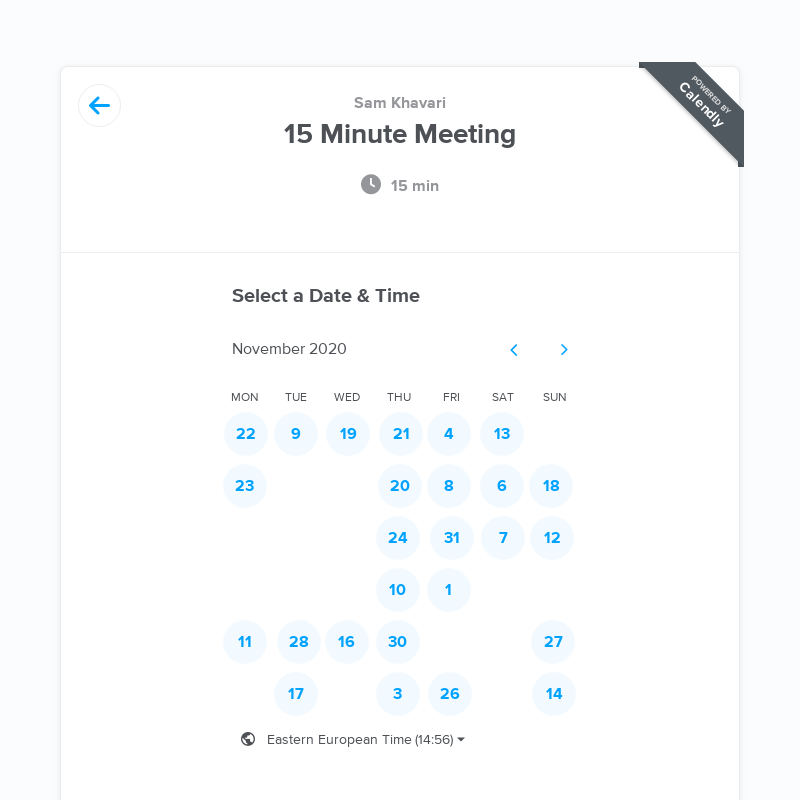 POWERED BY
Calendly
Sam Khavari
15 Minute Meeting
15 min
Select a Date & Time
November 2020
MON TUE WED THU FRI SAT SUN
22 9 19 21 4 13
23 20 8 6 18
24 31 7 12
10 1
11 28 16 30 27
17 3 26 14
Eastern European Time (14:56)